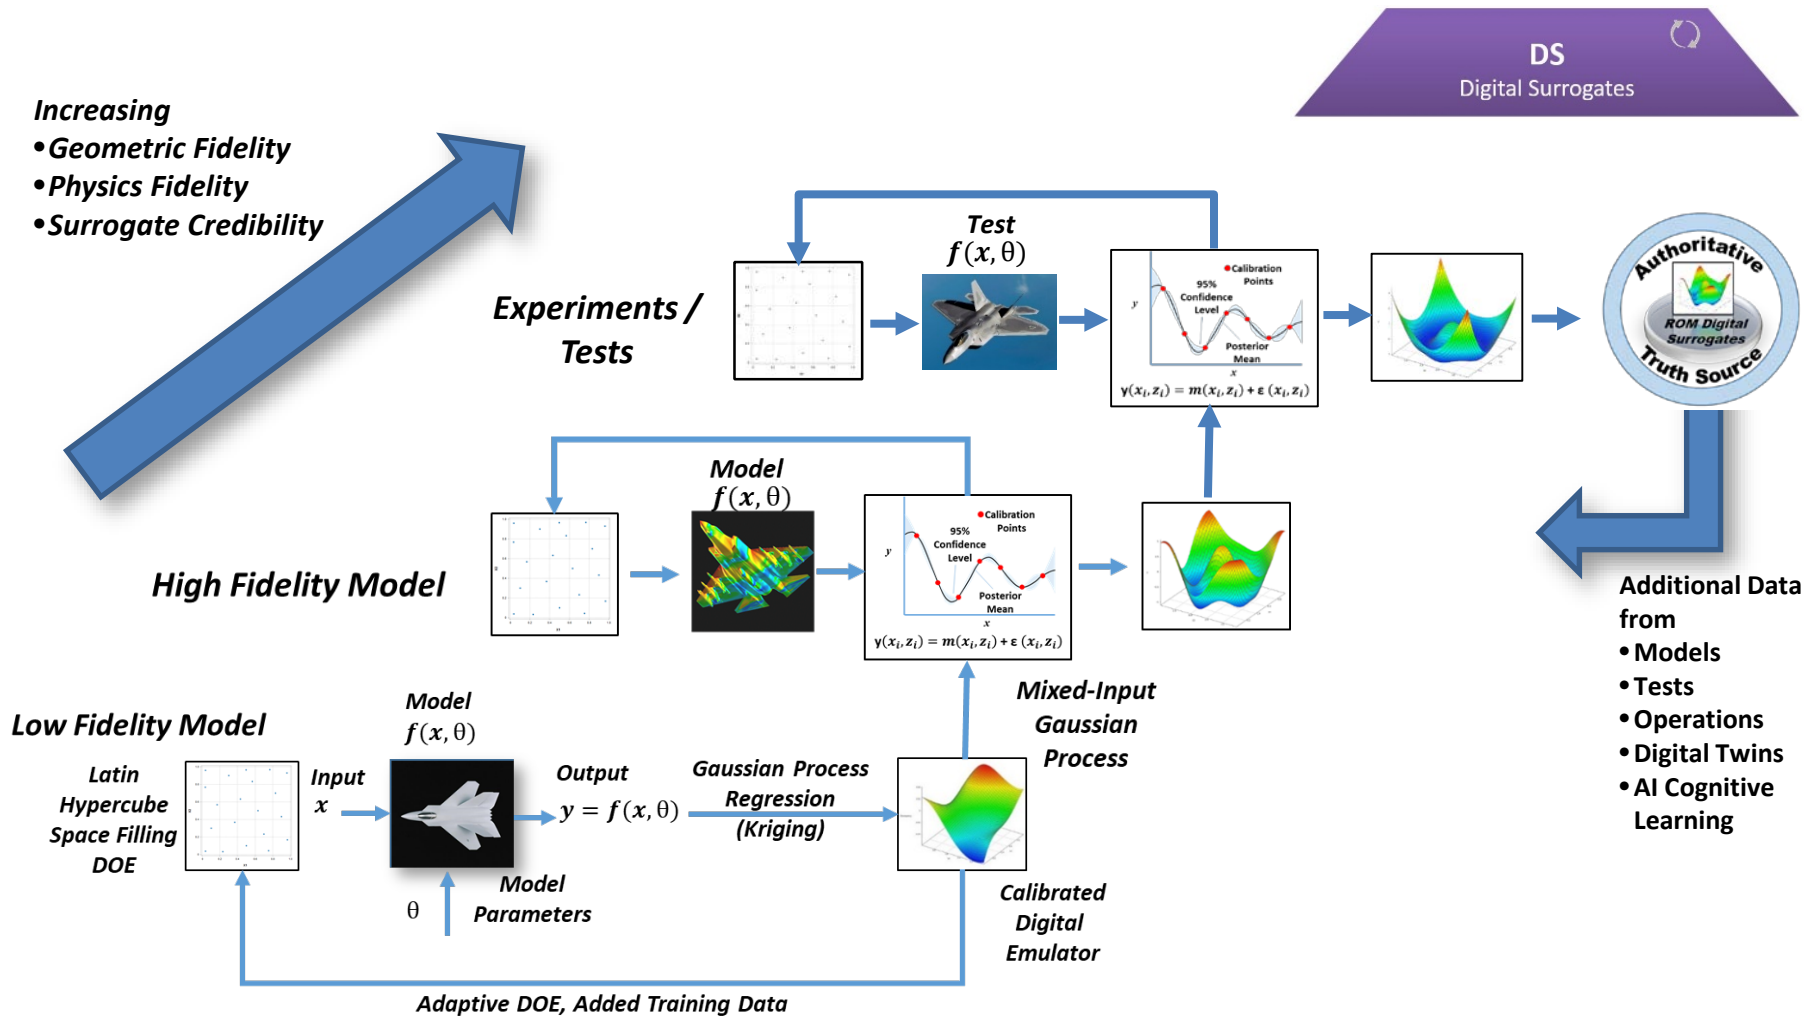 DS
Digital Surrogates
Increasing
•Geometric Fidelity
•Physics Fidelity
•Surrogate Credibility
Experiments /
Tests
Test
f(x, θ)
•Calibration
Points
95%
Confidence
Level
y
Posterior
Mean
x
y(xᵢ,zᵢ) = m(xᵢ,zᵢ) + ε (xᵢ,zᵢ)
Authoritative
ROM Digital
Surrogates
Truth Source
High Fidelity Model
Model
f(x, θ)
•Calibration
Points
95%
Confidence
Level
y
Posterior
Mean
x
y(xᵢ,zᵢ) = m(xᵢ,zᵢ) + ε (xᵢ,zᵢ)
Additional Data
from
•Models
•Tests
•Operations
•Digital Twins
•AI Cognitive
Learning
Mixed-Input
Gaussian
Process
Low Fidelity Model
Latin
Hypercube
Space Filling
DOE
Input
x
Model
f(x, θ)
Output
y = f(x, θ)
Gaussian Process
Regression
(Kriging)
θ
Model
Parameters
Calibrated
Digital
Emulator
Adaptive DOE, Added Training Data